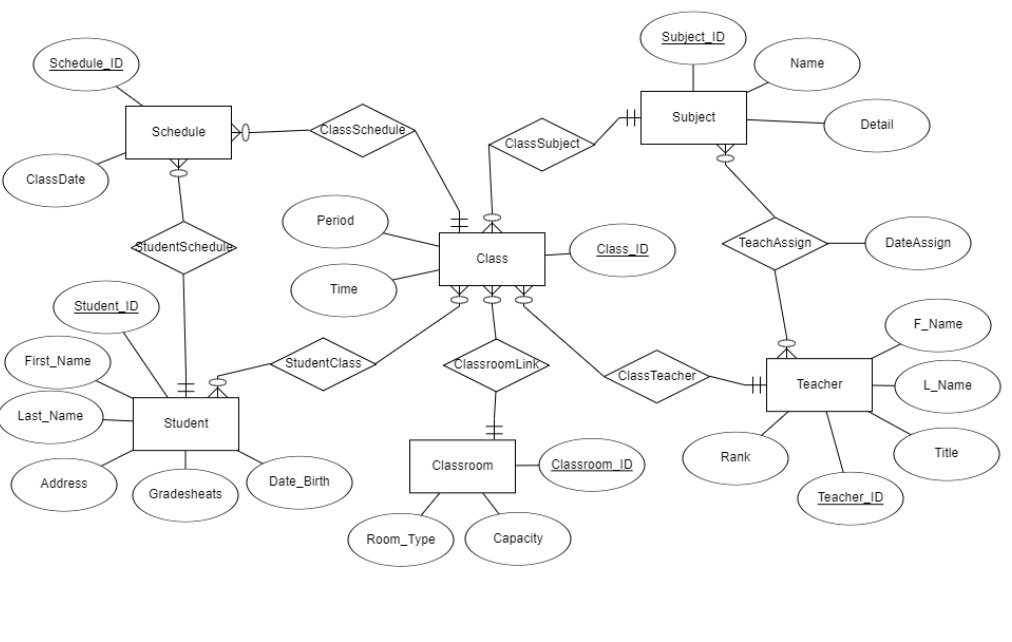 Subject_ID
Schedule_ID
Name
Schedule
ClassSchedule
Subject
Detail
ClassSubject
ClassDate
Period
StudentSchedule
TeachAssign
DateAssign
Class
Class_ID
Time
Student_ID
F_Name
First_Name
StudentClass
ClassroomLink
ClassTeacher
Teacher
L_Name
Last_Name
Student
Rank
Title
Classroom
Classroom_ID
Address
Gradesheats
Date_Birth
Teacher_ID
Room_Type
Capacity